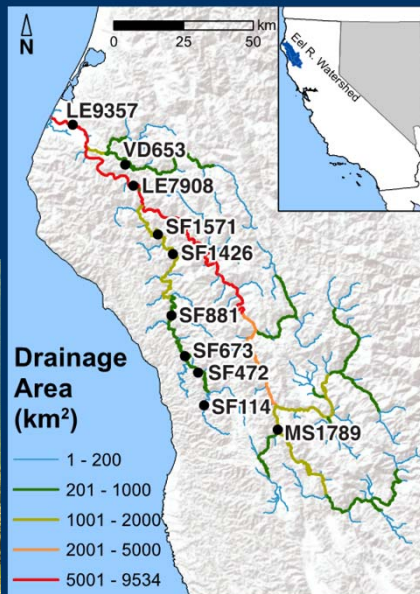 km
0 25 50
N
Eel R. Watershed
LE9357
VD653
LE7908
SF1571
SF1426
SF881
SF673
SF472
SF114
MS1789
Drainage
Area
(km²)
1 - 200
201 - 1000
1001 - 2000
2001 - 5000
5001 - 9534